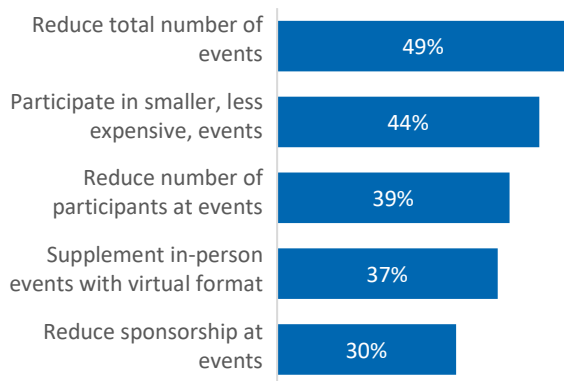 Reduce total number of
events
49%
Participate in smaller, less
expensive, events
44%
Reduce number of
participants at events
39%
Supplement in-person
events with virtual format
37%
Reduce sponsorship at
events
30%